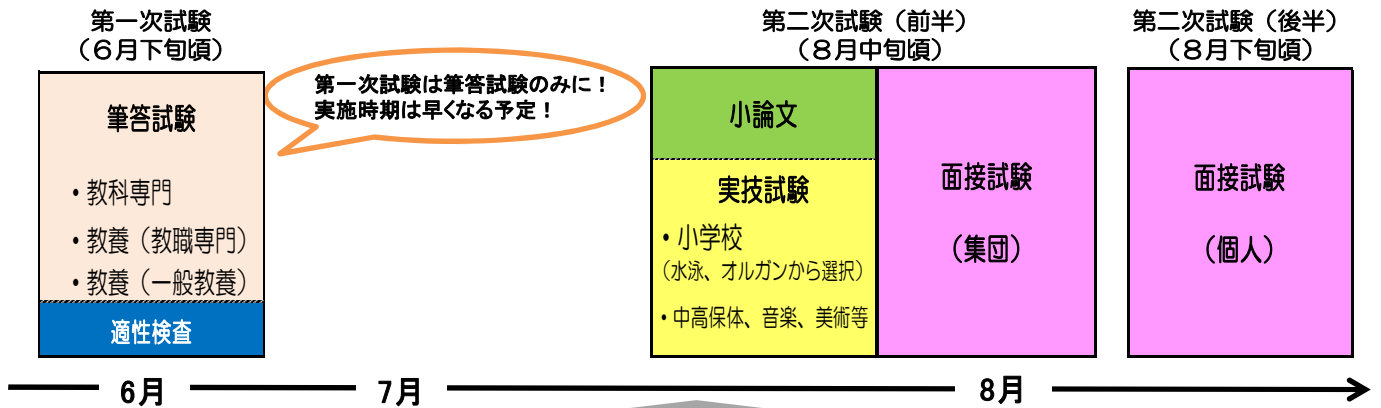 第一次試験
（６月下旬頃）
筆答試験
・教科専門
・教養（教職専門）
・教養（一般教養）
適性検査
第一次試験は筆答試験のみに！
実施時期は早くなる予定！
第二次試験（前半）
（８月中旬頃）
小論文
実技試験
・小学校
（水泳、オルガンから選択）
・中高保体、音楽、美術等
面接試験
（集団）
第二次試験（後半）
（８月下旬頃）
面接試験
（個人）
6月
7月
8月